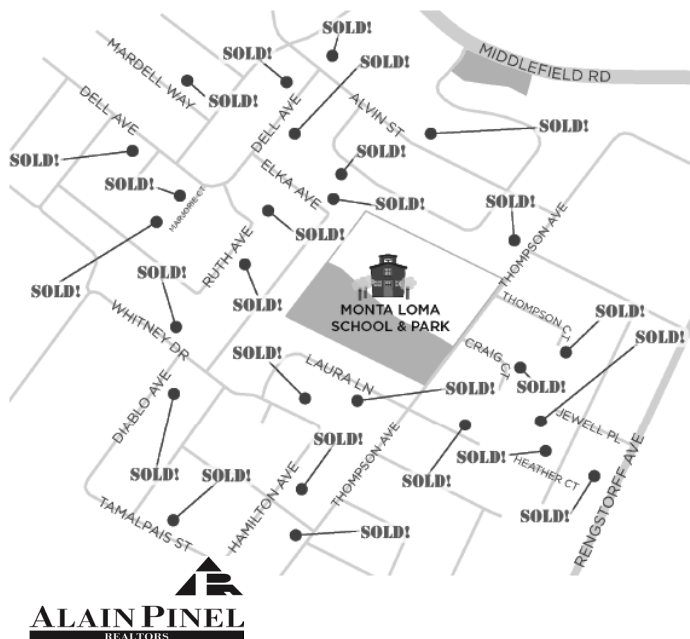 SOLD!
MIDDLEFIELD RD
SOLD!
MARDELL WAY
SOLD!
SOLD!
DELL AVE
ALVIN ST
SOLD!
DELL AVE
SOLD!
SOLD!
ELKA AVE
SOLD!
MARJORIE CT
SOLD!
SOLD!
SOLD!
THOMPSON AVE
RUTH AVE
SOLD!
SOLD!
SOLD!
MONTA LOMA
SCHOOL & PARK
THOMPSON CT
SOLD!
WHITNEY DR
SOLD!
CRAIG CT
SOLD!
LAURA LN
SOLD!
SOLD!
DIABLO AVE
JEWELL PL
SOLD!
THOMPSON AVE
SOLD!
HEATHER CT
SOLD!
SOLD!
SOLD!
RENGSTORFF AVE
HAMILTON AVE
SOLD!
TAMALPAIS ST
SOLD!
ALAIN PINEL
REALTORS